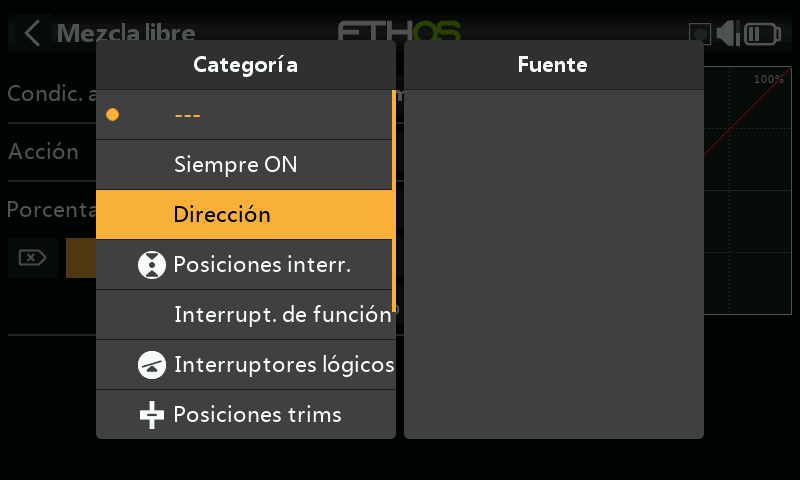 Mezcla libre
ETHOS
Categoría
Fuente
100%
Condic. a
---
Siempre ON
Acción
Dirección
Porcenta
Posiciones interr.
Interrupt. de función
Interruptores lógicos
Posiciones trims